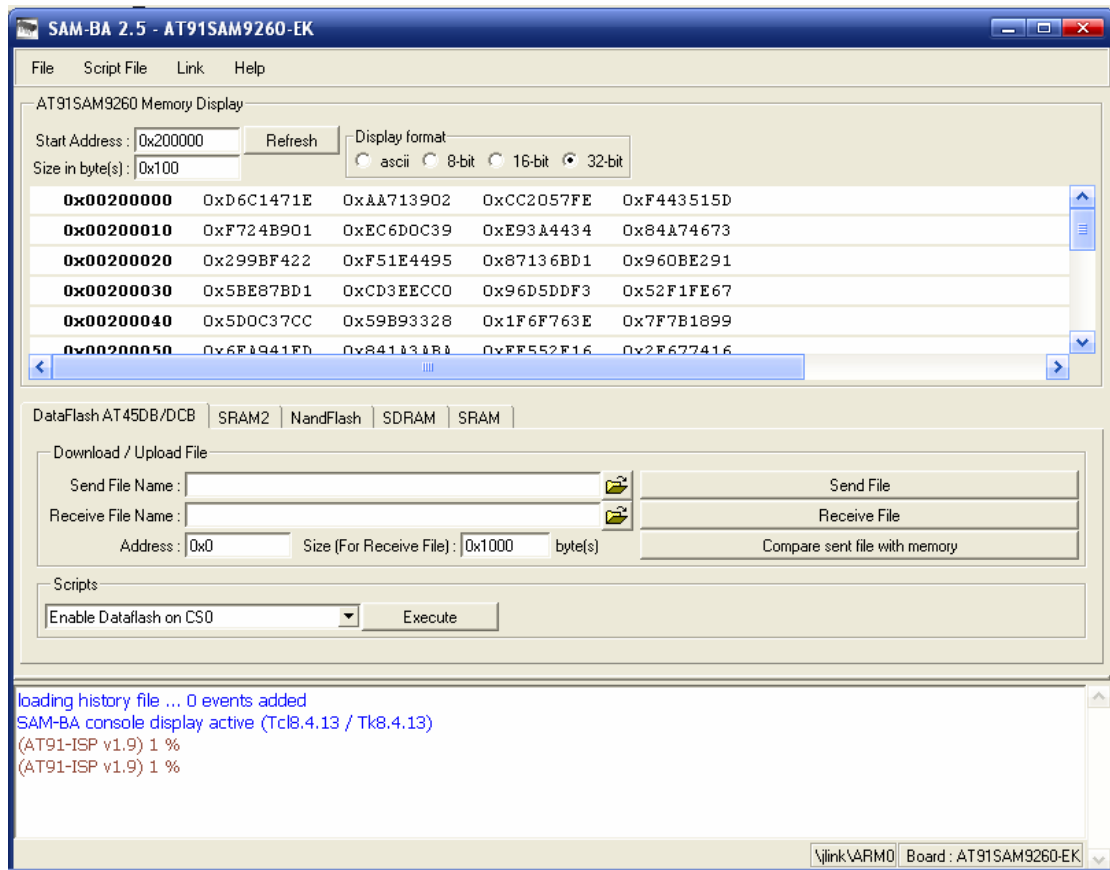 SAM-BA 2.5 - AT91SAM9260-EK
File Script File Link Help
AT91SAM9260 Memory Display
Start Address : 0x200000 Refresh Display format
Size in byte(s) : 0x100 ascii 8-bit 16-bit 32-bit
0x00200000 0xD6C1471E 0xAA713902 0xCC2057FE 0xF443515D
0x00200010 0xF724B901 0xEC6D0C39 0xE93A4434 0x84A74673
0x00200020 0x299BF422 0xF51E4495 0x87136BD1 0x960BE291
0x00200030 0x5BE87BD1 0xCD3EECC0 0x96D5DDF3 0x52F1FE67
0x00200040 0x5D0C37CC 0x59B93328 0x1F6F763E 0x7F7B1899
0x00200050 0x6FA941FD 0x841A3ABA 0xFF552F16 0x2F677416
DataFlash AT45DB/DCB SRAM2 NandFlash SDRAM SRAM
Download / Upload File
Send File Name : Send File
Receive File Name : Receive File
Address : 0x0 Size (For Receive File) : 0x1000 byte(s) Compare sent file with memory
Scripts
Enable Dataflash on CS0 Execute
loading history file ... 0 events added
SAM-BA console display active (Tcl8.4.13 / Tk8.4.13)
(AT91-ISP v1.9) 1 %
(AT91-ISP v1.9) 1 %
\jlink\ARM0 Board : AT91SAM9260-EK